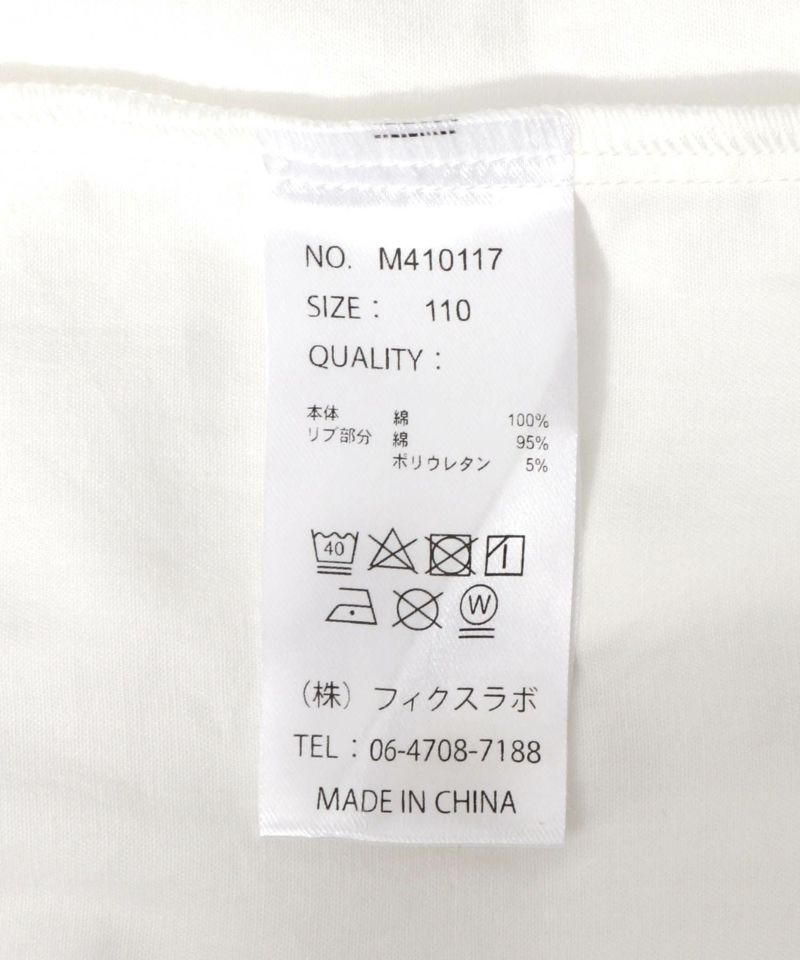 NO. M410117
SIZE : 110
QUALITY :
本体 綿 100%
リブ部分 綿 95%
ポリウレタン 5%
40
W
（株）フィクスラボ
TEL : 06-4708-7188
MADE IN CHINA